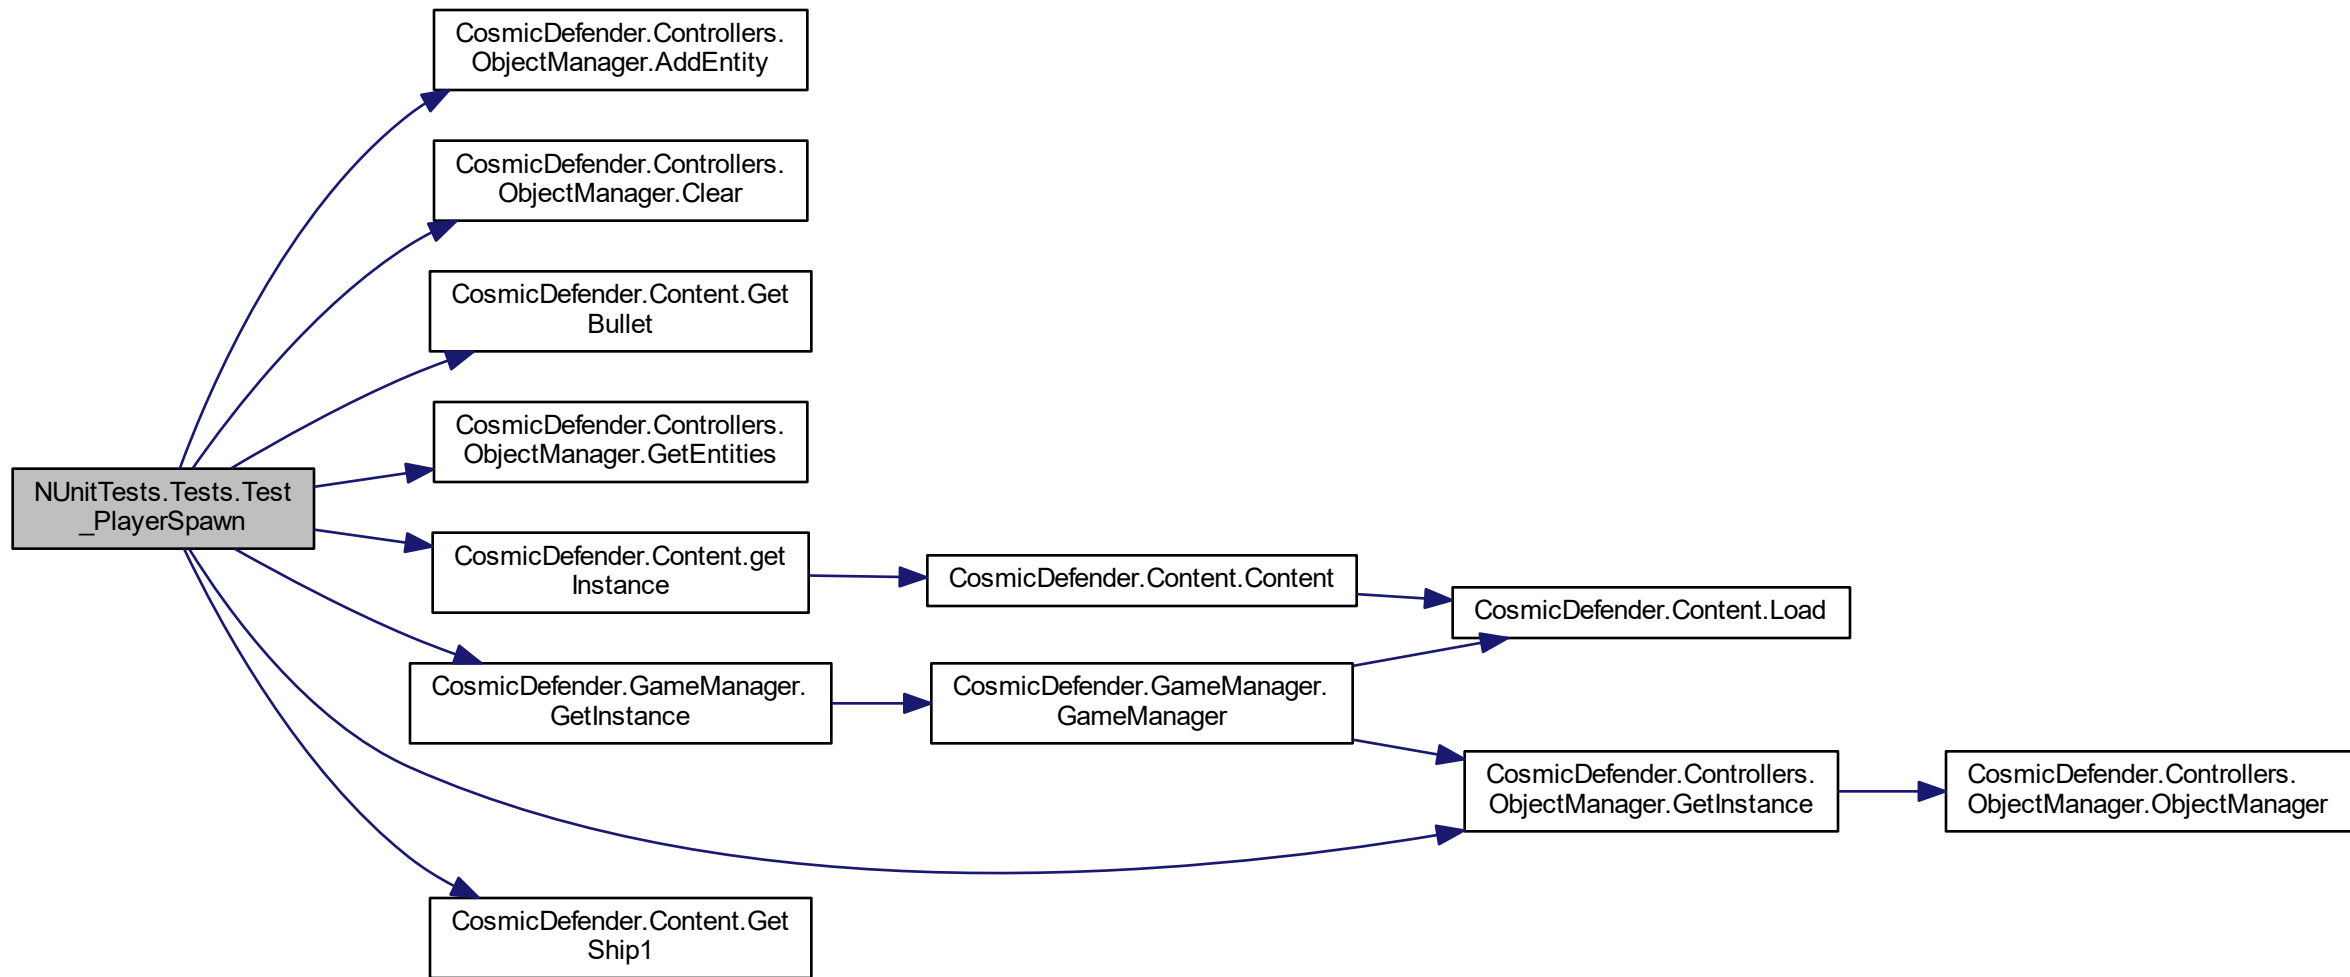 CosmicDefender.Controllers.
ObjectManager.AddEntity
CosmicDefender.Controllers.
ObjectManager.Clear
CosmicDefender.Content.Get
Bullet
CosmicDefender.Controllers.
ObjectManager.GetEntities
NUnitTests.Tests.Test
_PlayerSpawn
CosmicDefender.Content.get
Instance
CosmicDefender.Content.Content
CosmicDefender.Content.Load
CosmicDefender.GameManager.
GetInstance
CosmicDefender.GameManager.
GameManager
CosmicDefender.Controllers.
ObjectManager.GetInstance
CosmicDefender.Controllers.
ObjectManager.ObjectManager
CosmicDefender.Content.Get
Ship1